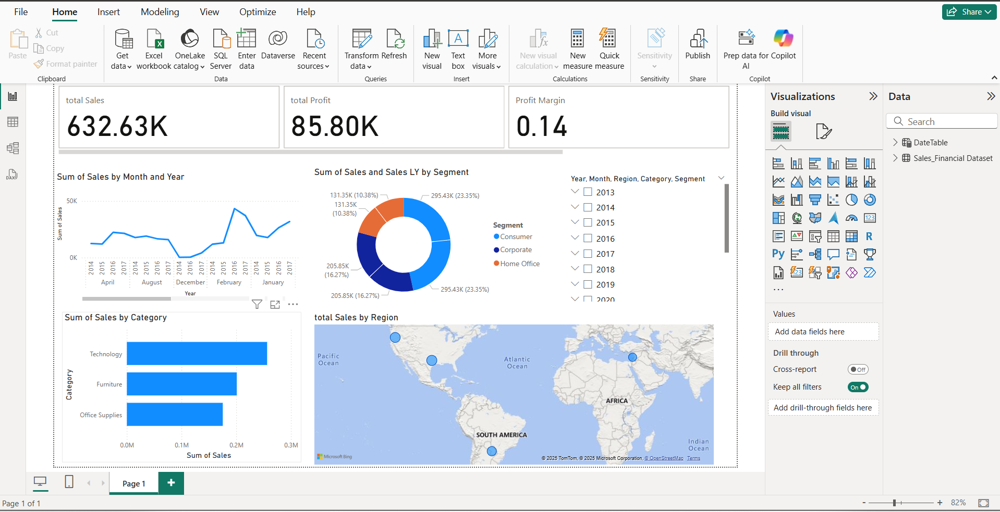 File Home Insert Modeling View Optimize Help
Share
Paste
Cut
Copy
Format painter
Clipboard
Get data
Excel workbook
OneLake catalog
SQL Server
Enter data
Dataverse
Recent sources
Data
Transform data
Refresh
Queries
New visual
Text box
More visuals
Insert
New visual calculation
New measure
Quick measure
Calculations
Sensitivity
Sensitivity
Publish
Share
Prep data for AI
Copilot
Copilot
total Sales
632.63K
total Profit
85.80K
Profit Margin
0.14
Sum of Sales by Month and Year
50K
0K
Sum of Sales
2014 2015 2016 2017 2014 2015 2016 2017 2014 2016 2017 2014 2015 2016 2017 2014 2015 2016 2017
April August December February January
Year
Sum of Sales and Sales LY by Segment
131.35K (10.38%)
131.35K
(10.38%)
295.43K (23.35%)
205.85K
(16.27%)
205.85K (16.27%)
295.43K (23.35%)
Segment
Consumer
Corporate
Home Office
Year, Month, Region, Category, Segment
2013
2014
2015
2016
2017
2018
2019
2020
Sum of Sales by Category
Category
Technology
Furniture
Office Supplies
0.0M 0.1M 0.2M 0.3M
Sum of Sales
total Sales by Region
Pacific
Ocean
Atlantic
Ocean
AFRICA
SOUTH AMERICA
Indian
Ocean
Microsoft Bing
© 2025 TomTom, © 2025 Microsoft Corporation, © OpenStreetMap Terms
Visualizations
Build visual
123
R
Py
123
...
Values
Add data fields here
Drill through
Cross-report
Off
Keep all filters
On
Add drill-through fields here
Data
Search
DateTable
Sales_Financial Dataset
DAX
Page 1
+
Page 1 of 1
- + 82%